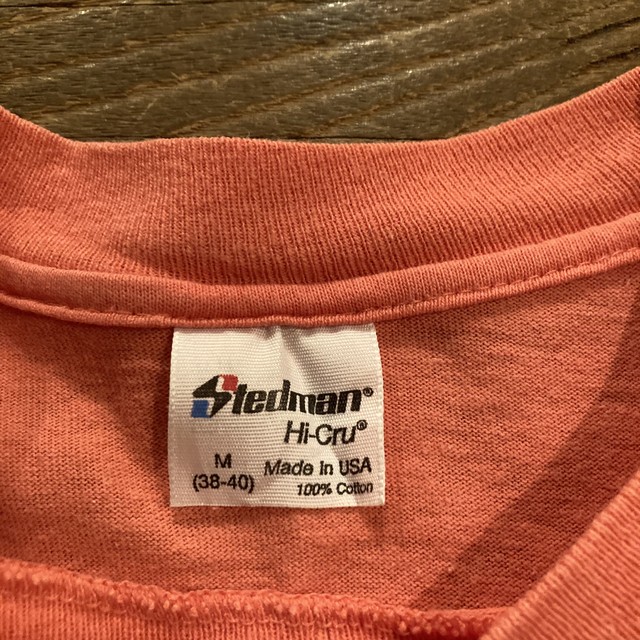 Stedman®
Hi-Cru®
M
(38-40)
Made In USA
100% Cotton